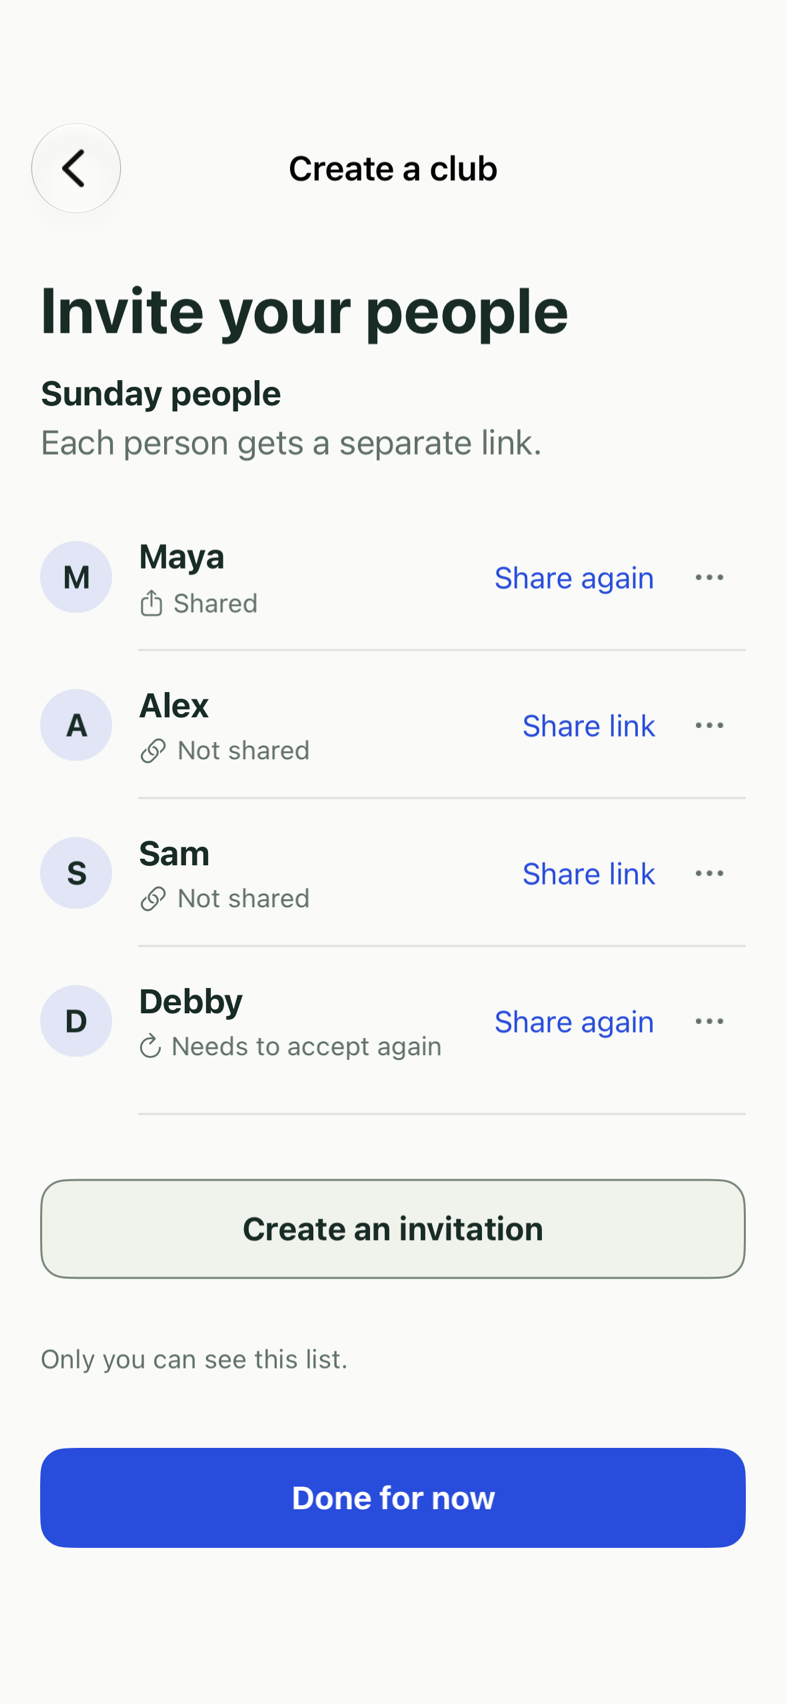 Create a club
Invite your people
Sunday people
Each person gets a separate link.
M
Maya
Shared
Share again
A
Alex
Not shared
Share link
S
Sam
Not shared
Share link
D
Debby
Needs to accept again
Share again
Create an invitation
Only you can see this list.
Done for now